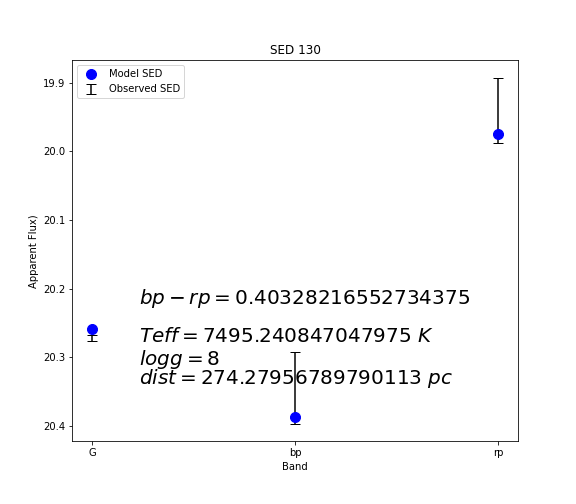 SED 130
Model SED
Observed SED
19.9
20.0
20.1
20.2
20.3
20.4
Apparent Flux)
bp − rp = 0.40328216552734375
Teff = 7495.240847047975 K
logg = 8
dist = 274.27956789790113 pc
G
bp
rp
Band